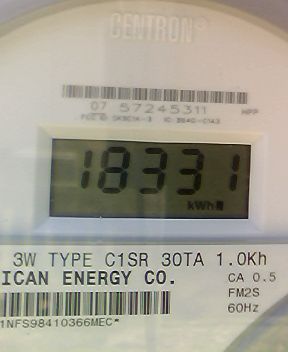 CENTRON®
07 57245311 HPP
18331
kWh
3W TYPE C1SR 30TA 1.0Kh
ICAN ENERGY CO.
CA 0.5
FM2S
60Hz
1NFS98410366MEC*